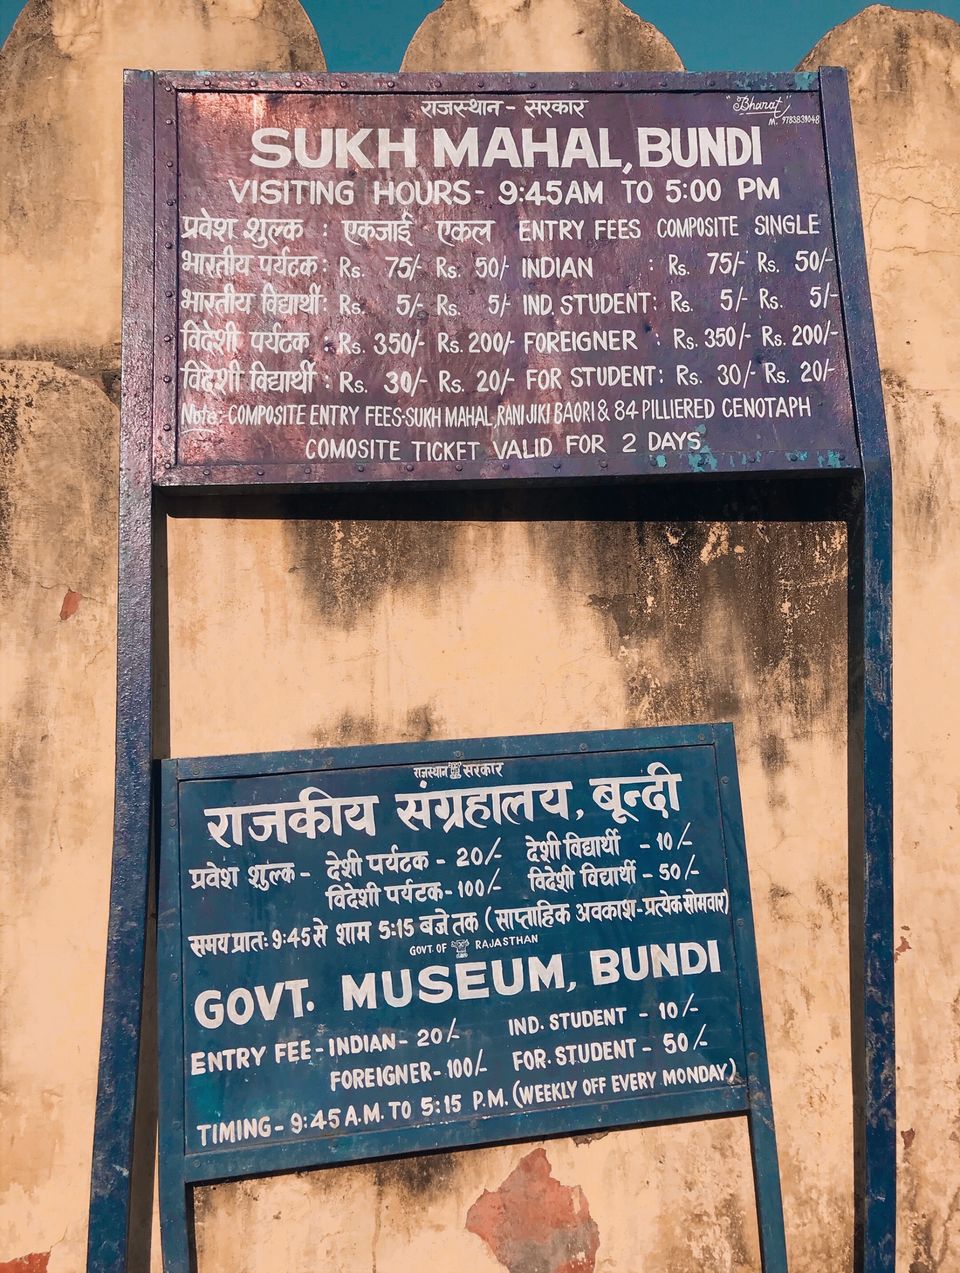 राजस्थान - सरकार
"Bharat"
M. 9783839048
SUKH MAHAL, BUNDI
VISITING HOURS - 9:45AM TO 5:00 PM
प्रवेश शुल्क : एकजाई एकल ENTRY FEES COMPOSITE SINGLE
भारतीय पर्यटक : Rs. 75/- Rs. 50/- INDIAN : Rs. 75/- Rs. 50/-
भारतीय विद्यार्थी : Rs. 5/- Rs. 5/- IND. STUDENT : Rs. 5/- Rs. 5/-
विदेशी पर्यटक : Rs. 350/- Rs. 200/- FOREIGNER : Rs. 350/- Rs. 200/-
विदेशी विद्यार्थी : Rs. 30/- Rs. 20/- FOR STUDENT : Rs. 30/- Rs. 20/-
Note:- COMPOSITE ENTRY FEES-SUKH MAHAL, RANI JIKI BAORI & 84 PILLIERED CENOTAPH
COMOSITE TICKET VALID FOR 2 DAYS
राजस्थान सरकार
राजकीय संग्रहालय, बून्दी
प्रवेश शुल्क - देशी पर्यटक - 20/- देशी विद्यार्थी - 10/-
विदेशी पर्यटक - 100/- विदेशी विद्यार्थी - 50/-
समय प्रातः 9:45 से शाम 5:15 बजे तक (साप्ताहिक अवकाश - प्रत्येक सोमवार)
GOVT. OF RAJASTHAN
GOVT. MUSEUM, BUNDI
ENTRY FEE - INDIAN - 20/- IND. STUDENT - 10/-
FOREIGNER - 100/- FOR. STUDENT - 50/-
TIMING - 9:45 A.M. TO 5:15 P.M. (WEEKLY OFF EVERY MONDAY)